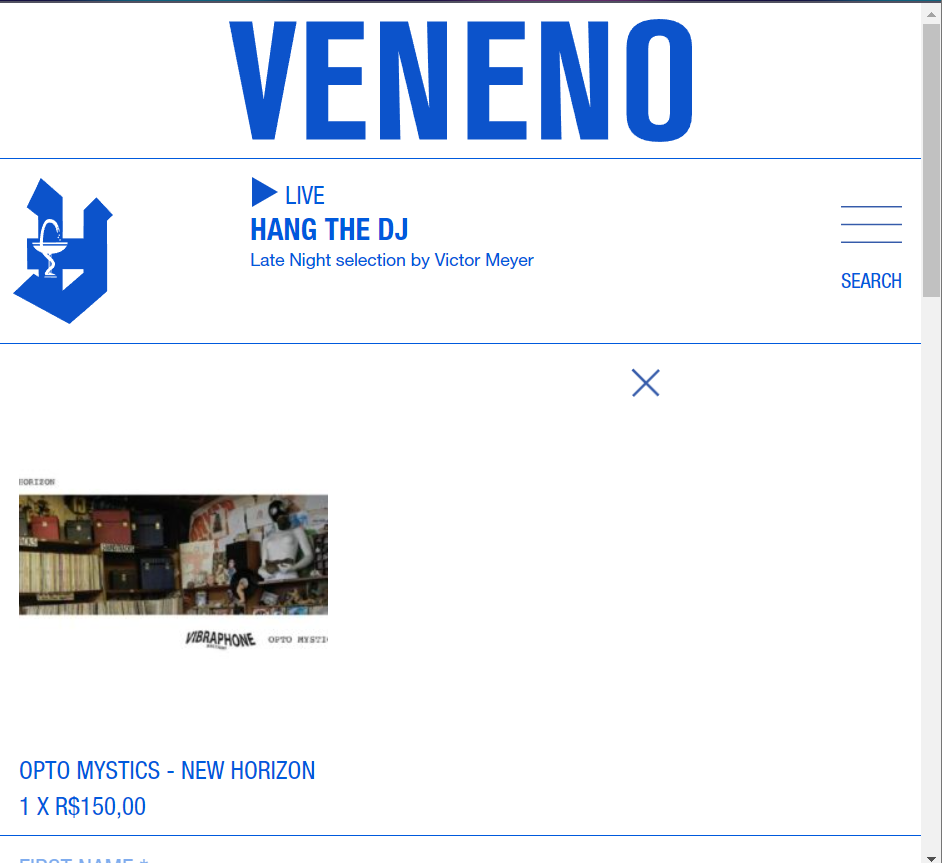 VENENO
LIVE
HANG THE DJ
Late Night selection by Victor Meyer
SEARCH
HORIZON
VIBRAPHONE
OPTO MYSTI
OPTO MYSTICS - NEW HORIZON
1 X R$150,00
FIRST NAME *